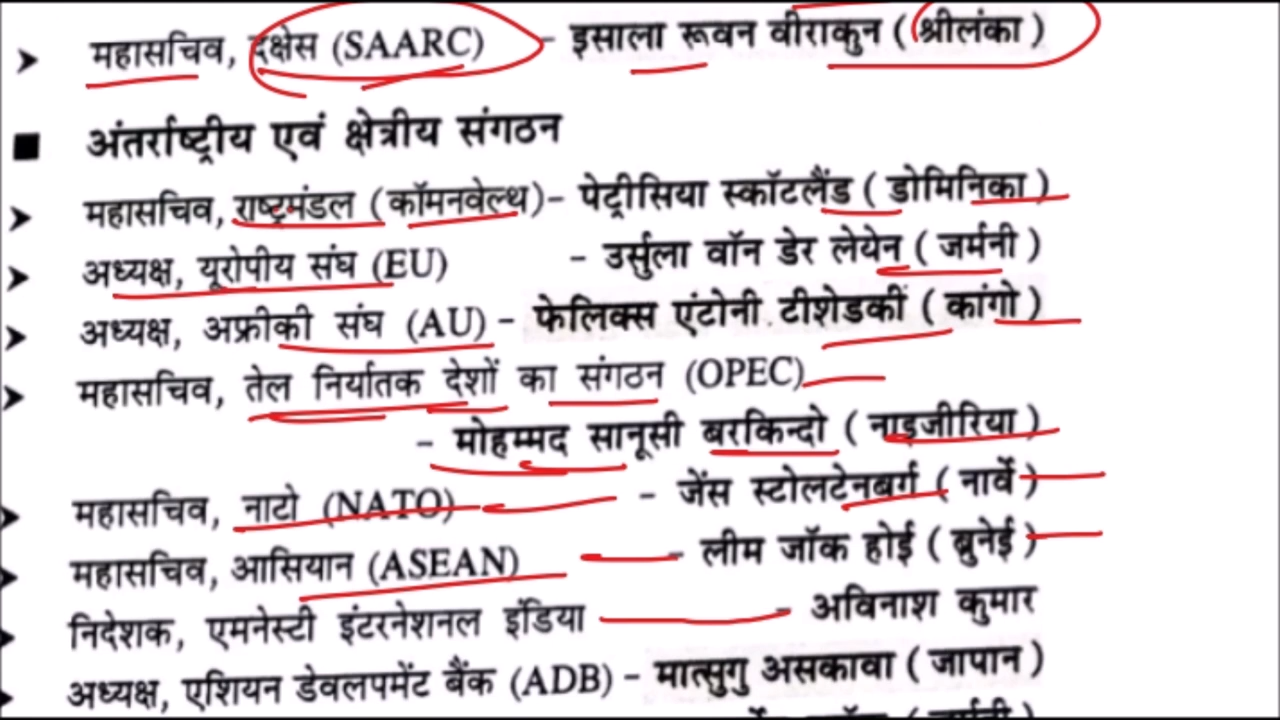 ➤ महासचिव, दक्षेस (SAARC) - इसाला रूवन वीराकुन ( श्रीलंका )
■ अंतर्राष्ट्रीय एवं क्षेत्रीय संगठन
➤ महासचिव, राष्ट्रमंडल (कॉमनवेल्थ)– पेट्रीसिया स्कॉटलैंड ( डोमिनिका )
➤ अध्यक्ष, यूरोपीय संघ (EU) – उर्सुला वॉन डेर लेयेन ( जर्मनी )
➤ अध्यक्ष, अफ्रीकी संघ (AU) – फेलिक्स एंटोनी टीशेडकीं ( कांगो )
➤ महासचिव, तेल निर्यातक देशों का संगठन (OPEC)
– मोहम्मद सानूसी बरकिन्दो ( नाइजीरिया )
➤ महासचिव, नाटो (NATO) – जेंस स्टोलटेनबर्ग ( नार्वे )
➤ महासचिव, आसियान (ASEAN) – लीम जॉक होई ( ब्रुनेई )
➤ निदेशक, एमनेस्टी इंटरनेशनल इंडिया – अविनाश कुमार
➤ अध्यक्ष, एशियन डेवलपमेंट बैंक (ADB) – मात्सुगु असकावा ( जापान )